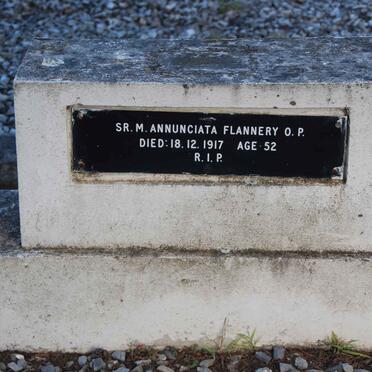 SR. M. ANNUNCIATA FLANNERY O. P.
DIED: 18. 12. 1917 AGE 52
R. I. P.